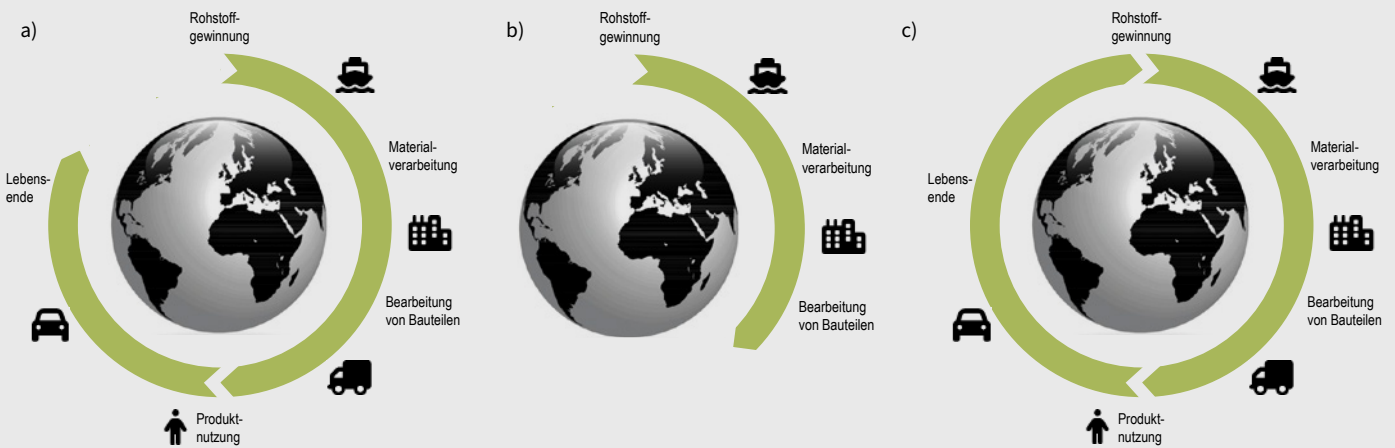 a)
Rohstoff-
gewinnung
Material-
verarbeitung
Bearbeitung
von Bauteilen
Produkt-
nutzung
Lebens-
ende
b)
Rohstoff-
gewinnung
Material-
verarbeitung
Bearbeitung
von Bauteilen
c)
Rohstoff-
gewinnung
Material-
verarbeitung
Bearbeitung
von Bauteilen
Produkt-
nutzung
Lebens-
ende